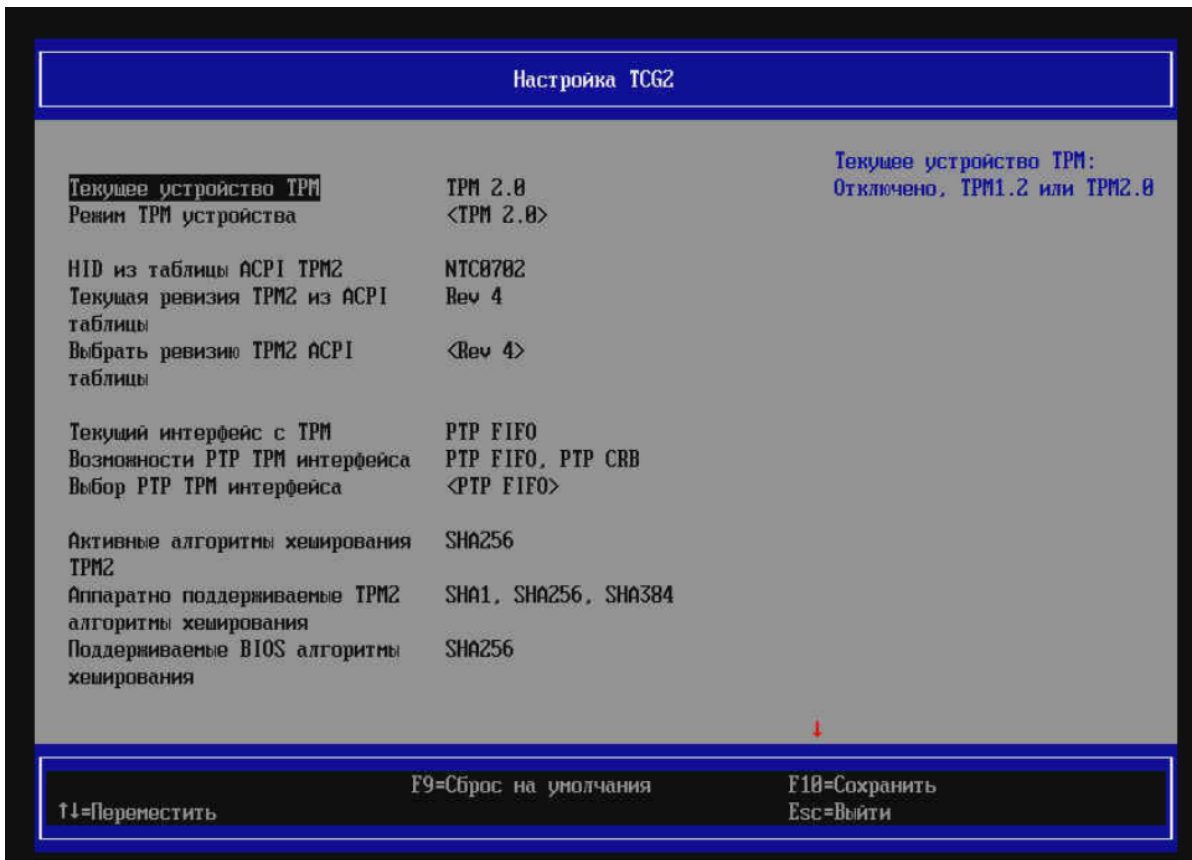 Настройка TCG2
Текущее устройство TPM:
Текущее устройство TPM TPM 2.0 Отключено, TPM1.2 или TPM2.0
Режим TPM устройства <TPM 2.0>
HID из таблицы ACPI TPM2 NTC0702
Текущая ревизия TPM2 из ACPI Rev 4
таблицы
Выбрать ревизию TPM2 ACPI <Rev 4>
таблицы
Текущий интерфейс с TPM PTP FIFO
Возможности PTP TPM интерфейса PTP FIFO, PTP CRB
Выбор PTP TPM интерфейса <PTP FIFO>
Активные алгоритмы хеширования SHA256
TPM2
Аппаратно поддерживаемые TPM2 SHA1, SHA256, SHA384
алгоритмы хеширования
Поддерживаемые BIOS алгоритмы SHA256
хеширования
F9=Сброс на умолчания F10=Сохранить
↑↓=Переместить Esc=Выйти